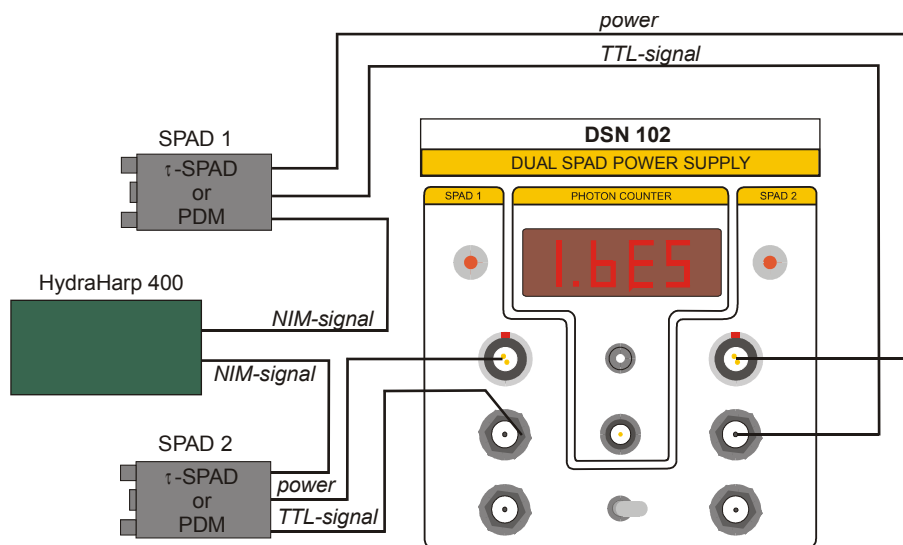 power
TTL-signal
SPAD 1
τ-SPAD
or
PDM
HydraHarp 400
NIM-signal
NIM-signal
SPAD 2
τ-SPAD
or
PDM
power
TTL-signal
DSN 102
DUAL SPAD POWER SUPPLY
SPAD 1
PHOTON COUNTER
SPAD 2
1.6E5